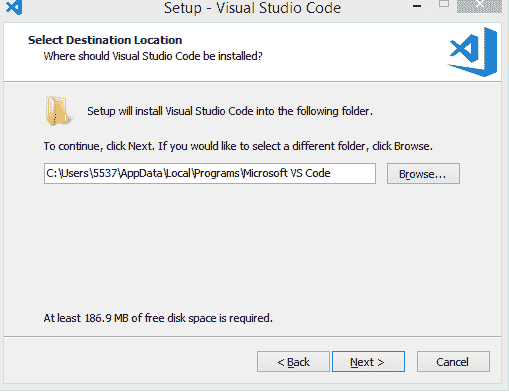 Setup - Visual Studio Code
Select Destination Location
Where should Visual Studio Code be installed?
Setup will install Visual Studio Code into the following folder.
To continue, click Next. If you would like to select a different folder, click Browse.
C:\Users\5537\AppData\Local\Programs\Microsoft VS Code
Browse...
At least 186.9 MB of free disk space is required.
< Back
Next >
Cancel